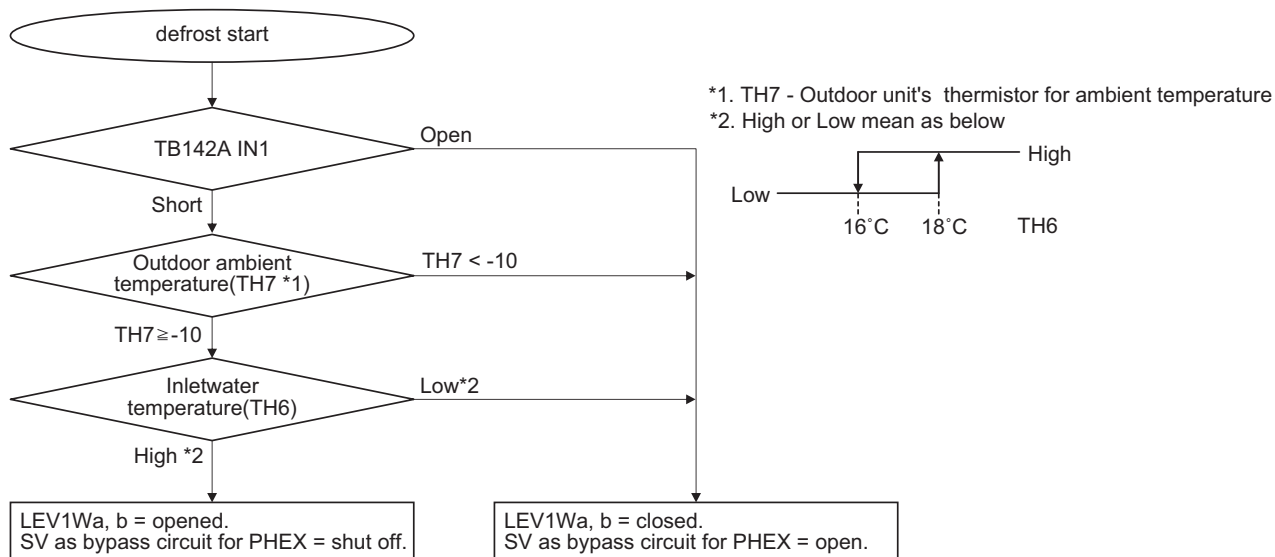 defrost start
*1. TH7 - Outdoor unit's thermistor for ambient temperature
*2. High or Low mean as below
TB142A IN1
Open
High
Low
16˚C
18˚C
TH6
Short
Outdoor ambient
temperature(TH7 *1)
TH7 < -10
TH7≧-10
Inletwater
temperature(TH6)
Low*2
High *2
LEV1Wa, b = opened.
SV as bypass circuit for PHEX = shut off.
LEV1Wa, b = closed.
SV as bypass circuit for PHEX = open.